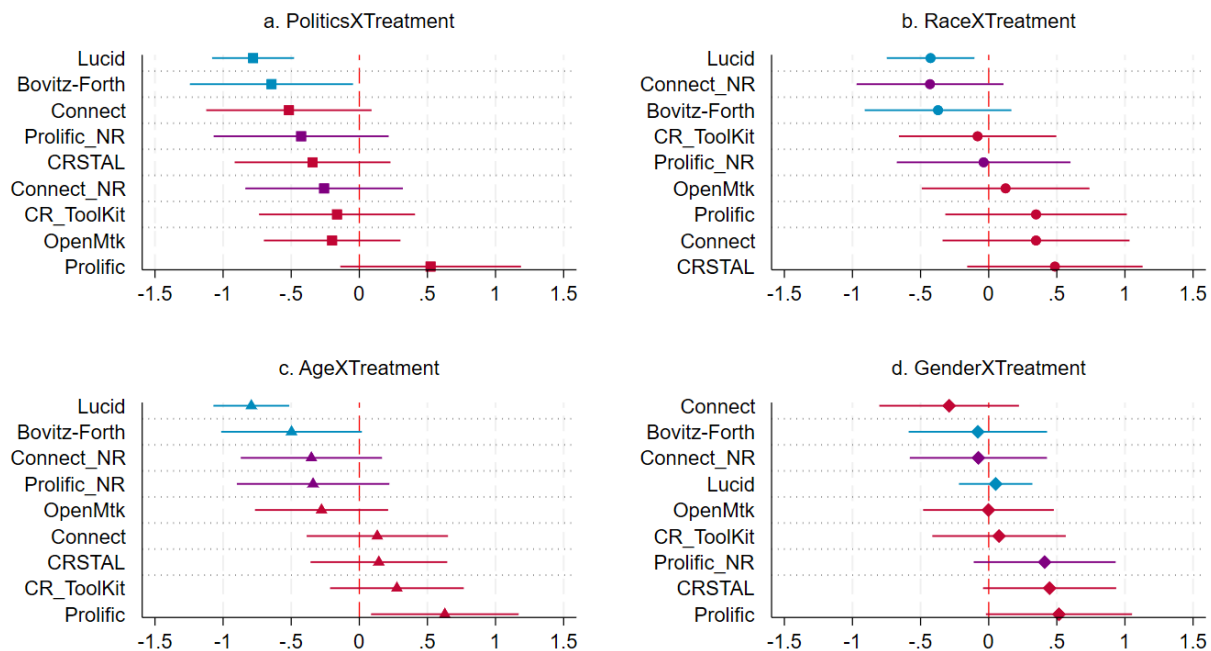 a. PoliticsXTreatment
Lucid
Bovitz-Forth
Connect
Prolific_NR
CRSTAL
Connect_NR
CR_ToolKit
OpenMtk
Prolific
-1.5 -1 -.5 0 .5 1 1.5
b. RaceXTreatment
Lucid
Connect_NR
Bovitz-Forth
CR_ToolKit
Prolific_NR
OpenMtk
Prolific
Connect
CRSTAL
-1.5 -1 -.5 0 .5 1 1.5
c. AgeXTreatment
Lucid
Bovitz-Forth
Connect_NR
Prolific_NR
OpenMtk
Connect
CRSTAL
CR_ToolKit
Prolific
-1.5 -1 -.5 0 .5 1 1.5
d. GenderXTreatment
Connect
Bovitz-Forth
Connect_NR
Lucid
OpenMtk
CR_ToolKit
Prolific_NR
CRSTAL
Prolific
-1.5 -1 -.5 0 .5 1 1.5